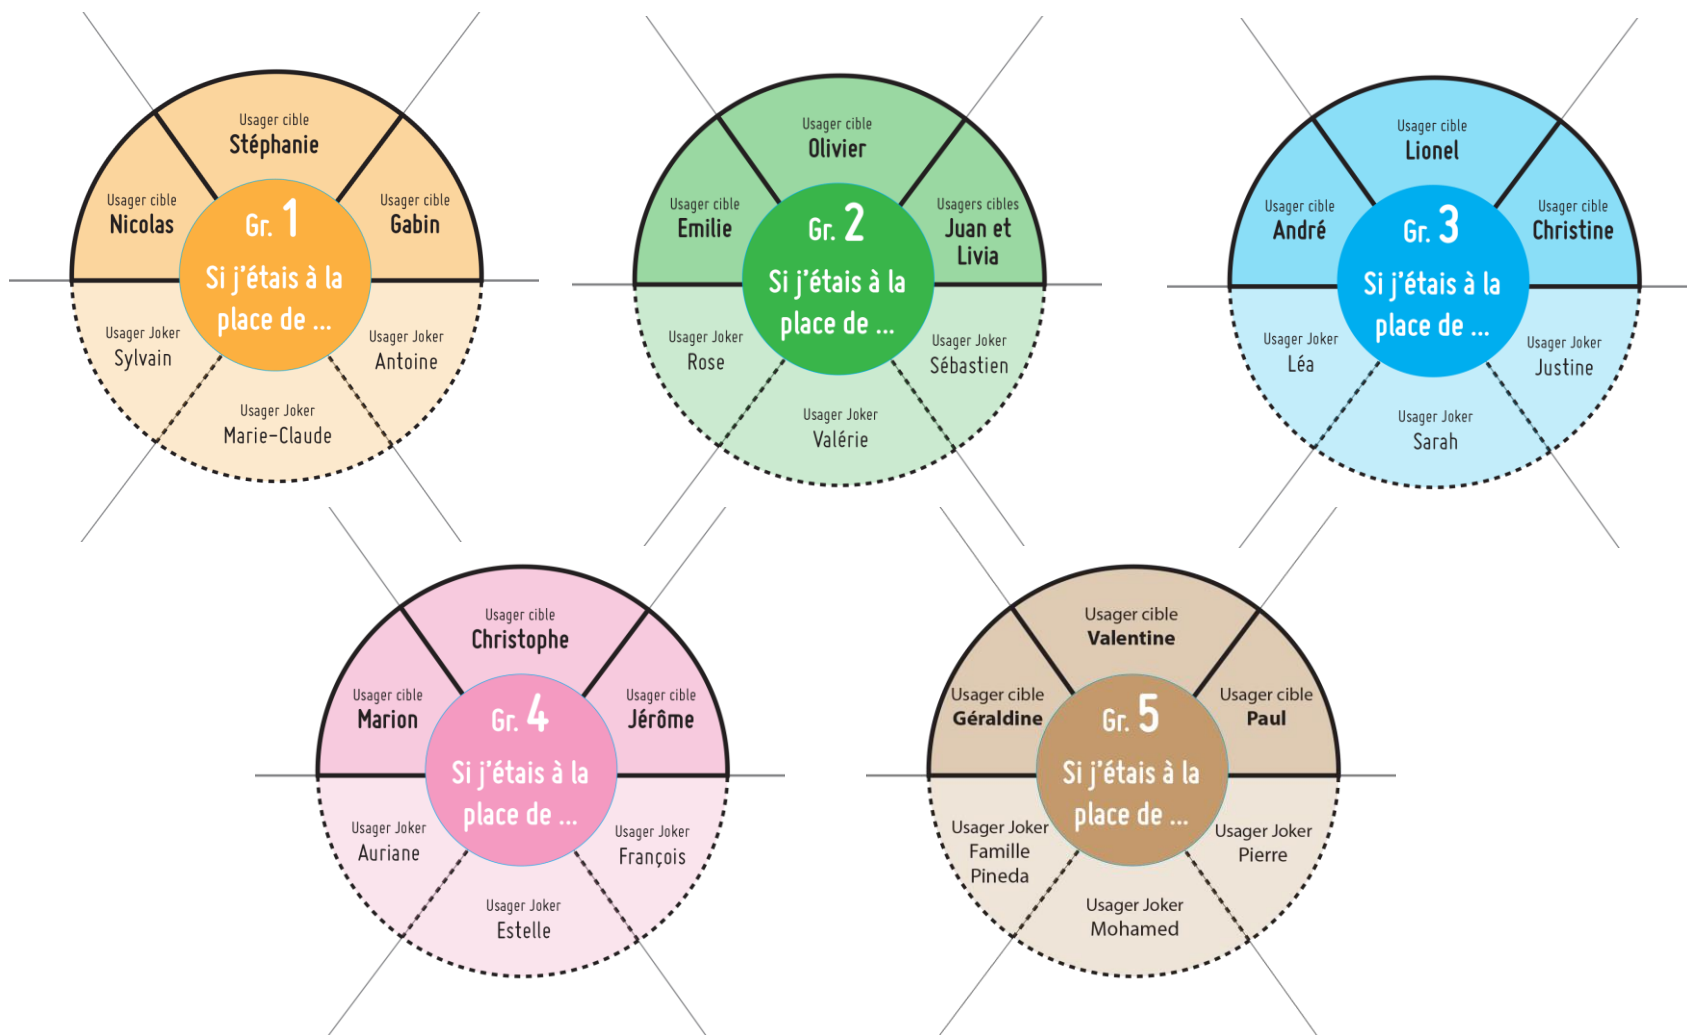 Usager cible
Stéphanie
Usager cible
Nicolas
Usager cible
Gabin
Gr. 1
Si j'étais à la
place de ...
Usager Joker
Sylvain
Usager Joker
Antoine
Usager Joker
Marie-Claude
Usager cible
Olivier
Usager cible
Emilie
Usagers cibles
Juan et
Livia
Gr. 2
Si j'étais à la
place de ...
Usager Joker
Rose
Usager Joker
Sébastien
Usager Joker
Valérie
Usager cible
Lionel
Usager cible
André
Usager cible
Christine
Gr. 3
Si j'étais à la
place de ...
Usager Joker
Léa
Usager Joker
Justine
Usager Joker
Sarah
Usager cible
Christophe
Usager cible
Marion
Usager cible
Jérôme
Gr. 4
Si j'étais à la
place de ...
Usager Joker
Auriane
Usager Joker
François
Usager Joker
Estelle
Usager cible
Valentine
Usager cible
Géraldine
Usager cible
Paul
Gr. 5
Si j'étais à la
place de ...
Usager Joker
Famille
Pineda
Usager Joker
Pierre
Usager Joker
Mohamed